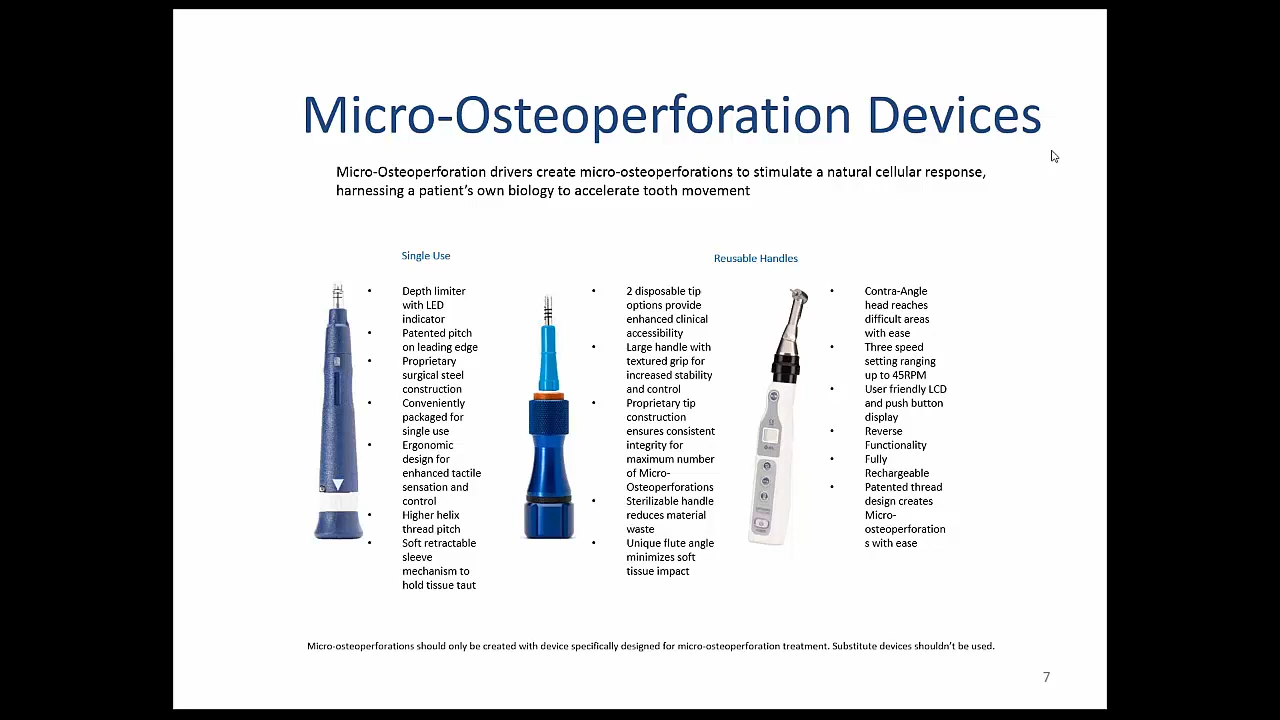 Micro-Osteoperforation Devices
Micro-Osteoperforation drivers create micro-osteoperforations to stimulate a natural cellular response,
harnessing a patient's own biology to accelerate tooth movement
Single Use
• Depth limiter
with LED
indicator
• Patented pitch
on leading edge
• Proprietary
surgical steel
construction
• Conveniently
packaged for
single use
• Ergonomic
design for
enhanced tactile
sensation and
control
• Higher helix
thread pitch
• Soft retractable
sleeve
mechanism to
hold tissue taut
Reusable Handles
• 2 disposable tip
options provide
enhanced clinical
accessibility
• Large handle with
textured grip for
increased stability
and control
• Proprietary tip
construction
ensures consistent
integrity for
maximum number
of Micro-
Osteoperforations
• Sterilizable handle
reduces material
waste
• Unique flute angle
minimizes soft
tissue impact
• Contra-Angle
head reaches
difficult areas
with ease
• Three speed
setting ranging
up to 45RPM
• User friendly LCD
and push button
display
• Reverse
Functionality
• Fully
Rechargeable
• Patented thread
design creates
Micro-
osteoperforation
s with ease
Micro-osteoperforations should only be created with device specifically designed for micro-osteoperforation treatment. Substitute devices shouldn't be used.
7